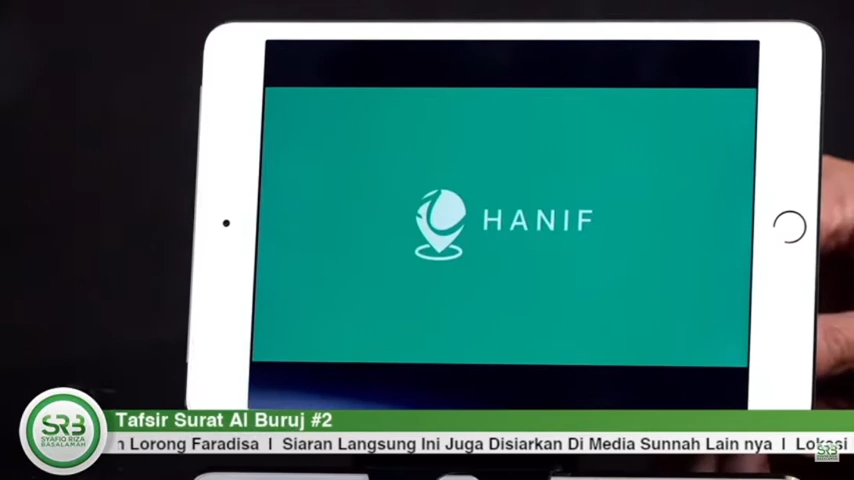 HANIF
SRB
SYAFIQ RIZA
BASALAMAH
Tafsir Surat Al Buruj #2
n Lorong Faradisa I Siaran Langsung Ini Juga Disiarkan Di Media Sunnah Lain nya I Lokasi
SRB